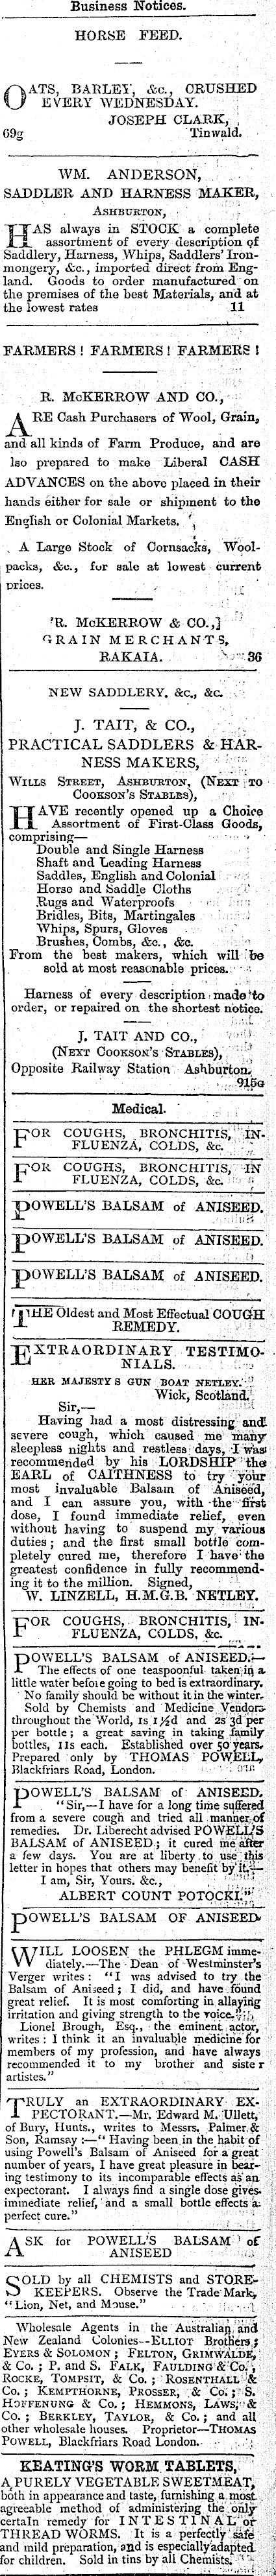 Business Notices.
HORSE FEED.
OATS, BARLEY, &c., CRUSHED
EVERY WEDNESDAY.
JOSEPH CLARK,
69g Tinwald.
WM. ANDERSON,
SADDLER AND HARNESS MAKER,
ASHBURTON,
HAS always in STOCK a complete
assortment of every description of
Saddlery, Harness, Whips, Saddlers' Iron-
mongery, &c., imported direct from Eng-
land. Goods to order manufactured on
the premises of the best Materials, and at
the lowest rates 11
FARMERS! FARMERS! FARMERS!
R. McKERROW AND CO.,
ARE Cash Purchasers of Wool, Grain,
and all kinds of Farm Produce, and are
lso prepared to make Liberal CASH
ADVANCES on the above placed in their
hands either for sale or shipment to the
English or Colonial Markets.
A Large Stock of Cornsacks, Wool-
packs, &c., for sale at lowest current
prices.
R. McKERROW & CO.,]
GRAIN MERCHANTS,
RAKAIA. 36
NEW SADDLERY. &c., &c.
J. TAIT, & CO.,
PRACTICAL SADDLERS & HAR-
NESS MAKERS,
WILLS STREET, ASHBURTON, (NEXT TO
COOKSON'S STABLES),
HAVE recently opened up a Choice
Assortment of First-Class Goods,
comprising—
Double and Single Harness
Shaft and Leading Harness
Saddles, English and Colonial
Horse and Saddle Cloths
Rugs and Waterproofs
Bridles, Bits, Martingales
Whips, Spurs, Gloves
Brushes, Combs, &c., &c.
From the best makers, which will be
sold at most reasonable prices.
Harness of every description made to
order, or repaired on the shortest notice.
J. TAIT AND CO.,
(NEXT COOKSON'S STABLES),
Opposite Railway Station Ashburton.
915G
Medical.
FOR COUGHS, BRONCHITIS, IN-
FLUENZA, COLDS, &c.
FOR COUGHS, BRONCHITIS, IN
FLUENZA, COLDS, &c.
POWELL'S BALSAM of ANISEED.
POWELL'S BALSAM of ANISEED.
POWELL'S BALSAM of ANISEED.
THE Oldest and Most Effectual COUGH
REMEDY.
EXTRAORDINARY TESTIMO-
NIALS.
HER MAJESTY'S GUN BOAT NETLEY.
Wick, Scotland.
Sir,—
Having had a most distressing and
severe cough, which caused me many
sleepless nights and restless days, I was
recommended by his LORDSHIP the
EARL of CAITHNESS to try your
most invaluable Balsam of Aniseed,
and I can assure you, with the first
dose, I found immediate relief, even
without having to suspend my various
duties; and the first small bottle com-
pletely cured me, therefore I have the
greatest confidence in fully recommend-
ing it to the million. Signed,
W. LINZELL, H.M.G.B. NETLEY.
FOR COUGHS, BRONCHITIS, IN-
FLUENZA, COLDS, &c.
POWELL'S BALSAM of ANISEED.—
The effects of one teaspoonful taken in a
little water before going to bed is extraordinary.
No family should be without it in the winter.
Sold by Chemists and Medicine Vendors
throughout the World, 1s 1½d and 2s 3d per
per bottle; a great saving in taking family
bottles, 11s each. Established over 50 years.
Prepared only by THOMAS POWELL,
Blackfriars Road, London.
POWELL'S BALSAM of ANISEED.
"Sir,—I have for a long time suffered
from a severe cough and tried all manner of
remedies. Dr. Liberecht advised POWELL'S
BALSAM of ANISEED; it cured me after
a few days. You are at liberty to use this
letter in hopes that others may benefit by it.—
I am, Sir, Yours. &c.,
ALBERT COUNT POTOCKI."
POWELL'S BALSAM OF ANISEED
WILL LOOSEN the PHLEGM imme-
diately.—The Dean of Westminster's
Verger writes: "I was advised to try the
Balsam of Aniseed; I did, and have found
great relief. It is most comforting in allaying
irritation and giving strength to the voice."
Lionel Brough, Esq., the eminent actor,
writes: I think it an invaluable medicine for
members of my profession, and have always
recommended it to my brother and sister
artistes."
TRULY an EXTRAORDINARY EX-
PECTORANT.—Mr. Edward M. Ullett,
of Bury, Hunts., writes to Messrs. Palmer &
Son, Ramsay:—"Having been in the habit of
using Powell's Balsam of Aniseed for a great
number of years, I have great pleasure in bear-
ing testimony to its incomparable effects as an
expectorant. I always find a single dose gives
immediate relief, and a small bottle effects a
perfect cure."
ASK for POWELL'S BALSAM of
ANISEED
SOLD by all CHEMISTS and STORE-
KEEPERS. Observe the Trade Mark,
"Lion, Net, and Mouse."
Wholesale Agents in the Australian and
New Zealand Colonies—ELLIOT Brothers;
EYERS & SOLOMON; FELTON, GRIMWALDE,
& Co.; P. and S. FALK, FAULDING & Co.,
ROCKE, TOMPSIT, & Co.; ROSENTHALL &
Co.; KEMPTHORNE, PROSSER, & Co.; S.
HOFFENUNG & Co.; HEMMONS, LAWS, &
Co.; BERKLEY, TAYLOR, & Co.; and all
other wholesale houses. Proprietor—THOMAS
POWELL, Blackfriars Road London.
KEATING'S WORM TABLETS,
A PURELY VEGETABLE SWEETMEAT,
both in appearance and taste, furnishing a most
agreeable method of administering the only
certain remedy for INTESTINAL or
THREAD WORMS. It is a perfectly safe
and mild preparation, and is especially adapted
for children. Sold in tins by all Chemists.